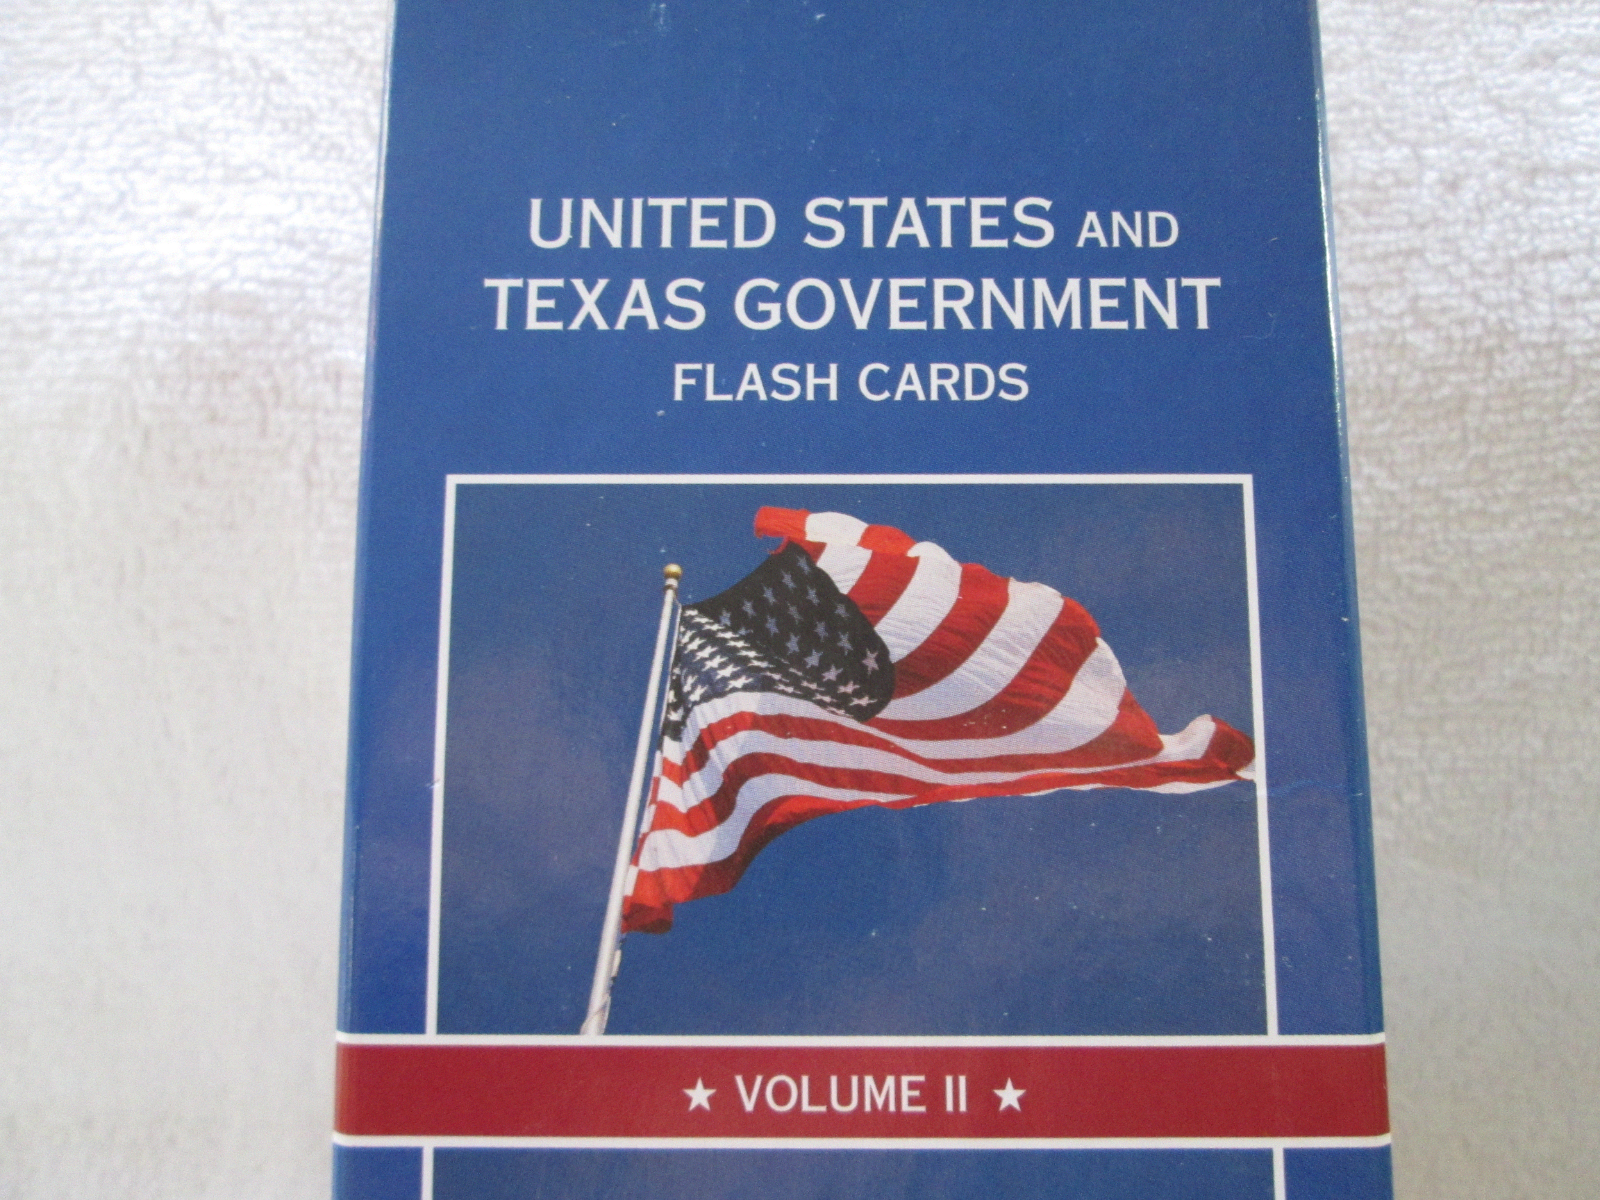 UNITED STATES AND
TEXAS GOVERNMENT
FLASH CARDS
★ VOLUME II ★